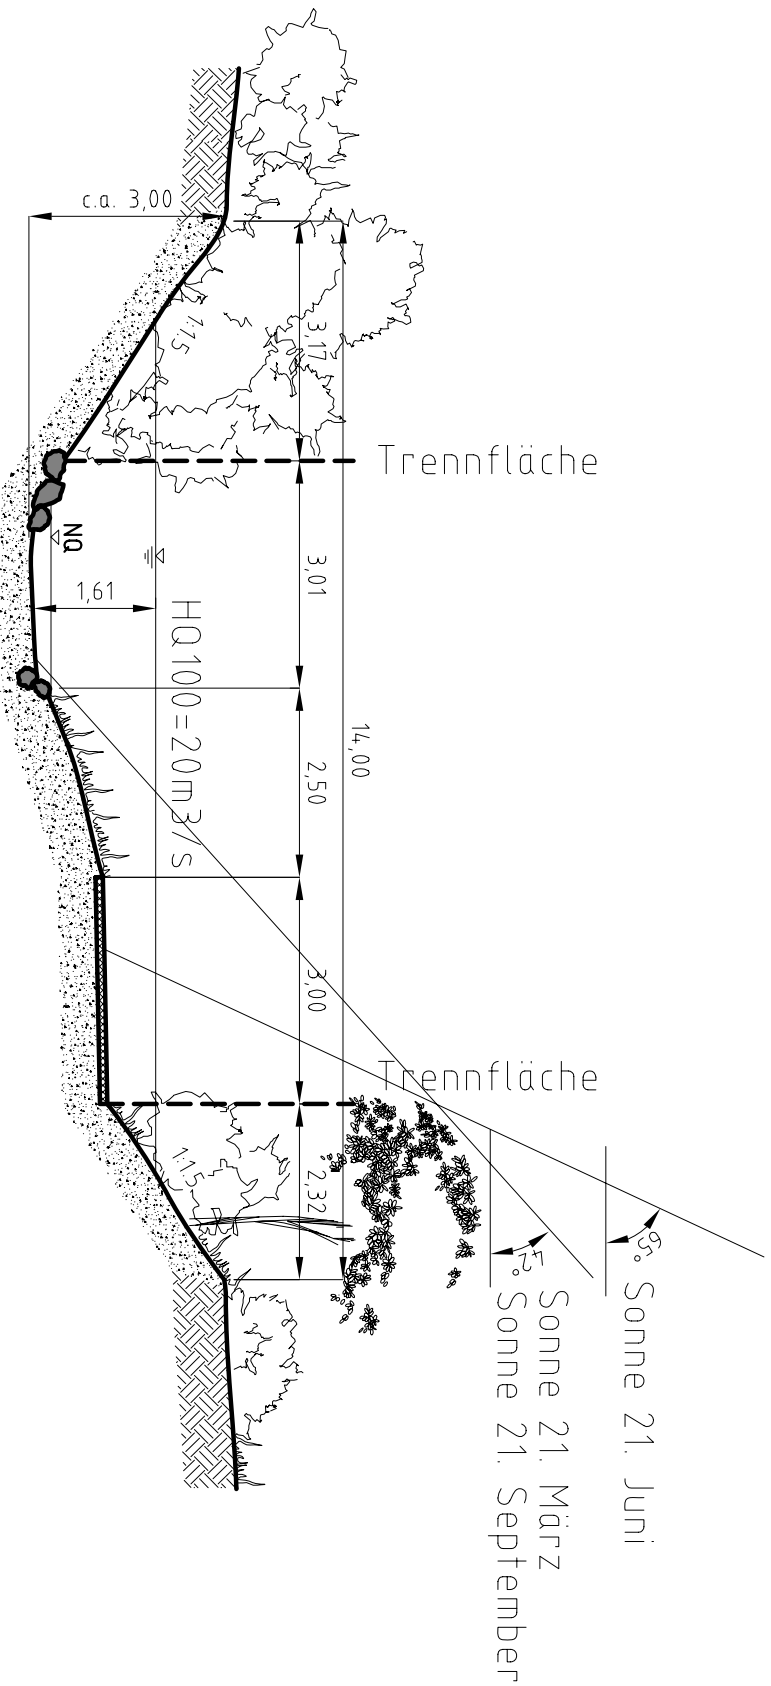 Sonne 21. Juni
65°
Sonne 21. März
Sonne 21. September
42°
Trennfläche
Trennfläche
14,00
3,17
3,01
2,50
3,00
2,32
HQ100=20m3/s
1:1.5
1:1.5
NQ
1,61
c.a. 3,00